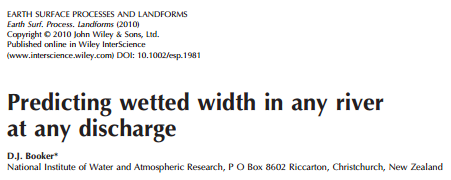 EARTH SURFACE PROCESSES AND LANDFORMS
Earth Surf. Process. Landforms (2010)
Copyright © 2010 John Wiley & Sons, Ltd.
Published online in Wiley InterScience
(www.interscience.wiley.com) DOI: 10.1002/esp.1981
Predicting wetted width in any river
at any discharge
D.J. Booker*
National Institute of Water and Atmospheric Research, P O Box 8602 Riccarton, Christchurch, New Zealand